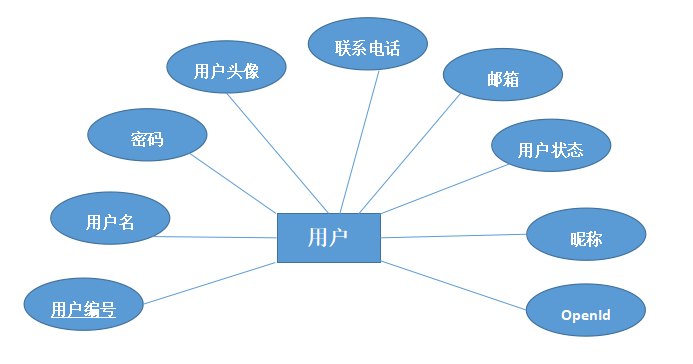 联系电话
用户头像
邮箱
密码
用户状态
用户名
用户
昵称
用户编号
OpenId